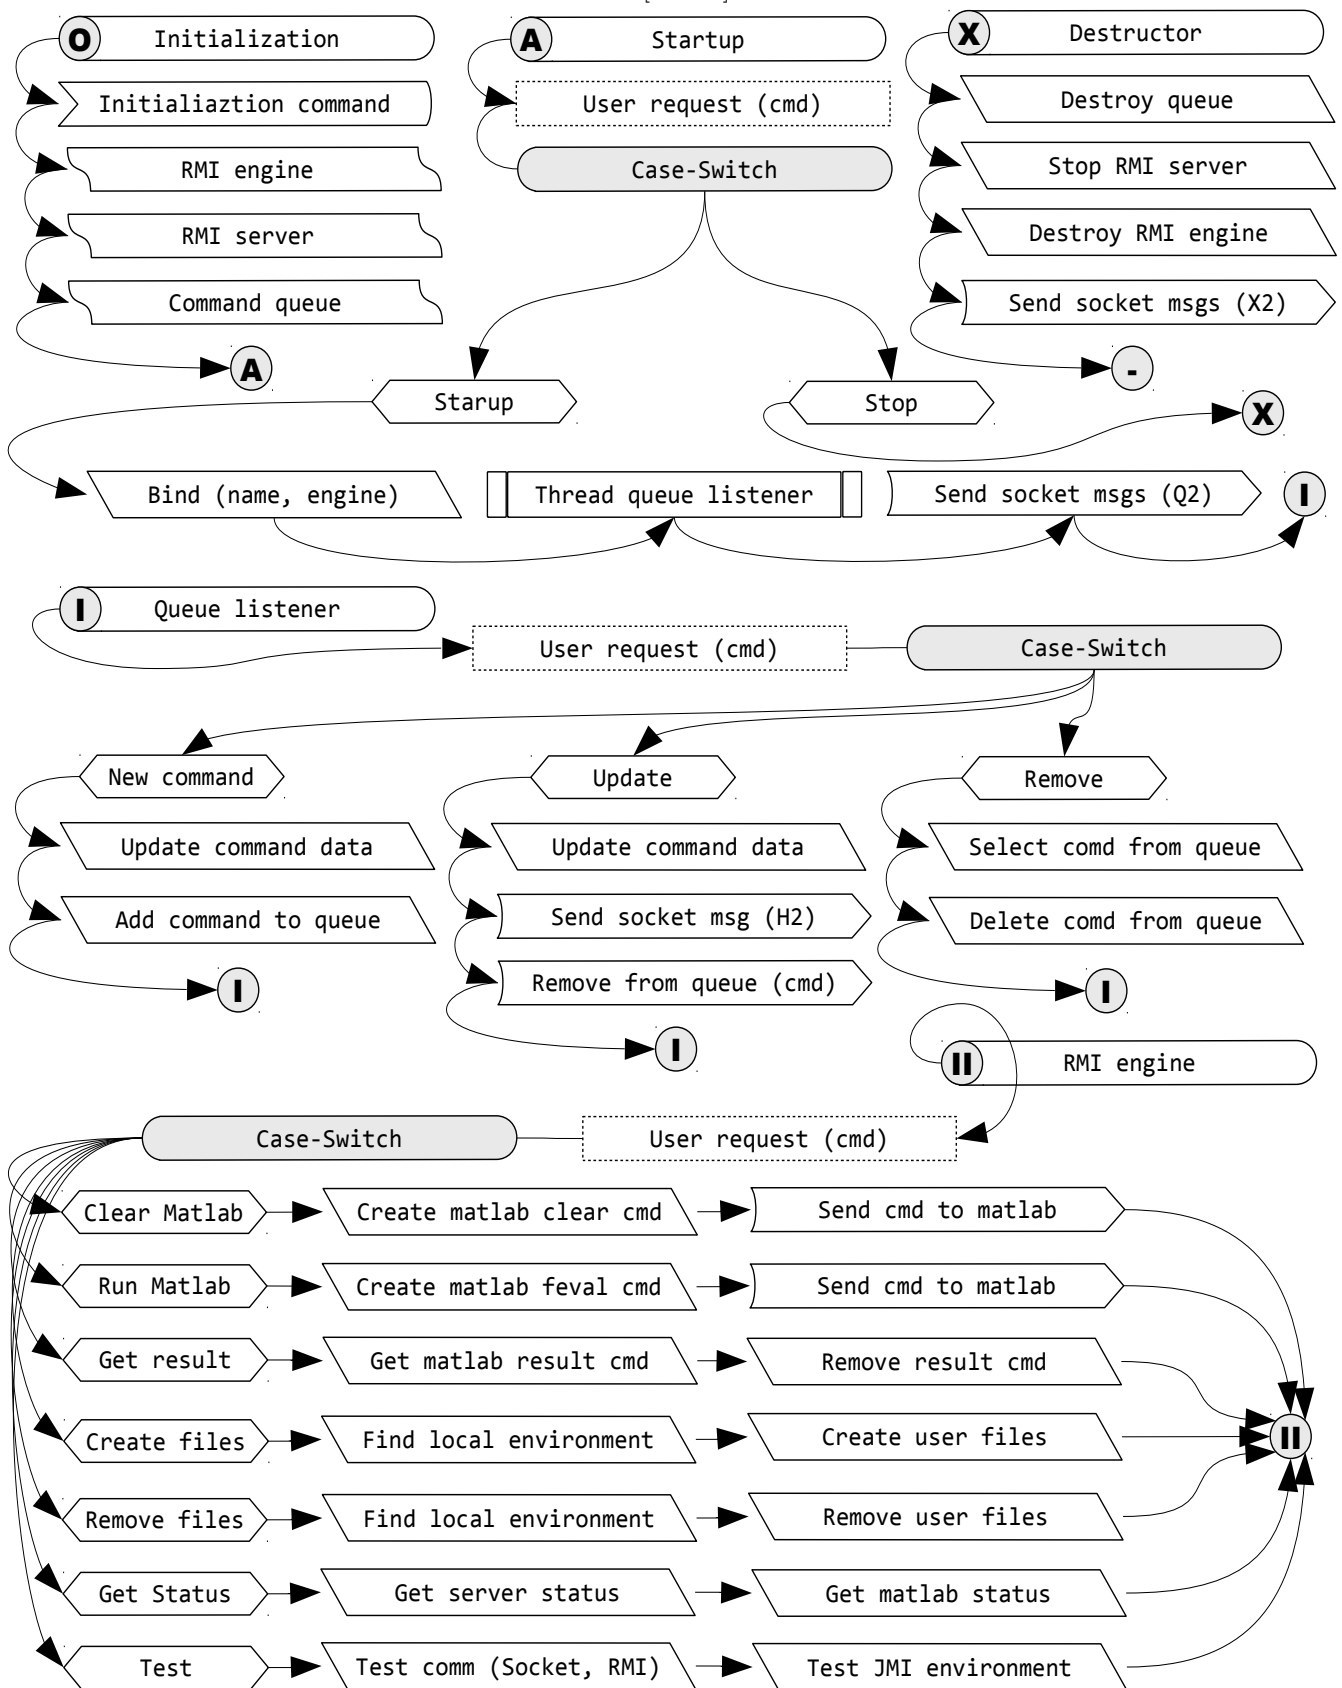 O Initialization
Initialiaztion command
RMI engine
RMI server
Command queue
A
A Startup
User request (cmd)
Case-Switch
Starup
Stop
X
X Destructor
Destroy queue
Stop RMI server
Destroy RMI engine
Send socket msgs (X2)
-
Bind (name, engine)
Thread queue listener
Send socket msgs (Q2)
I
I Queue listener
User request (cmd)
Case-Switch
New command
Update command data
Add command to queue
I
Update
Update command data
Send socket msg (H2)
Remove from queue (cmd)
I
Remove
Select comd from queue
Delete comd from queue
I
II RMI engine
User request (cmd)
Case-Switch
Clear Matlab
Create matlab clear cmd
Send cmd to matlab
Run Matlab
Create matlab feval cmd
Send cmd to matlab
Get result
Get matlab result cmd
Remove result cmd
Create files
Find local environment
Create user files
II
Remove files
Find local environment
Remove user files
Get Status
Get server status
Get matlab status
Test
Test comm (Socket, RMI)
Test JMI environment